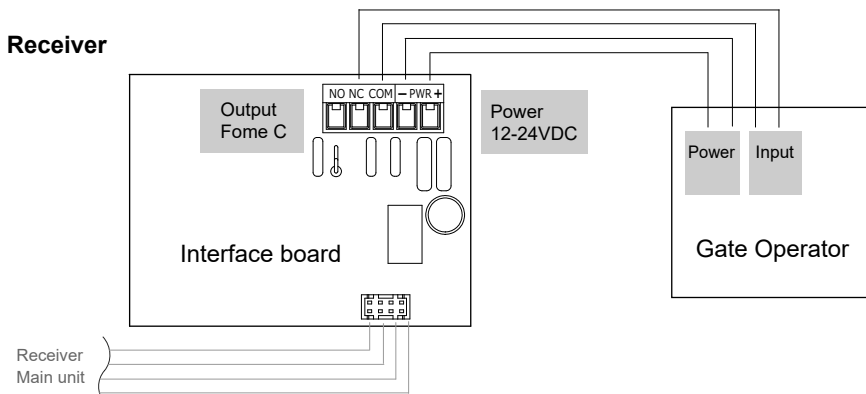 Receiver
NO NC COM − PWR +
Output
Fome C
Power
12-24VDC
Power
Input
Interface board
Gate Operator
Receiver
Main unit